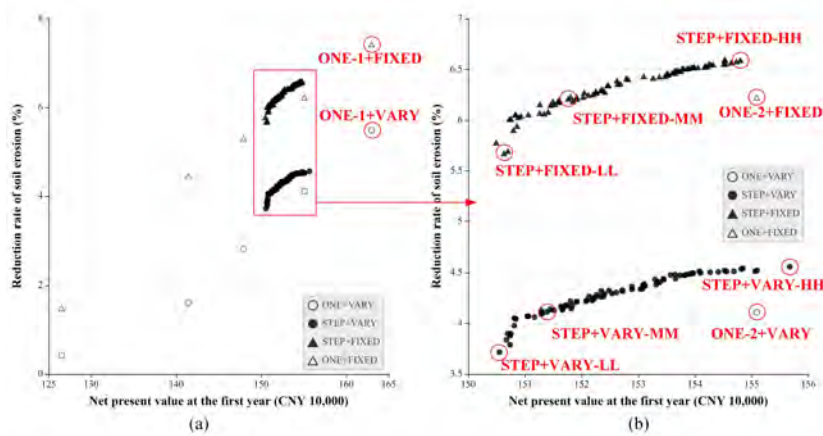 8
6
4
2
0
Reduction rate of soil erosion (%)
ONE-1+FIXED
ONE-1+VARY
ONE+VARY
STEP+VARY
STEP+FIXED
ONE+FIXED
125
130
140
150
160
165
Net present value at the first year (CNY 10,000)
(a)
7
6.5
6
5.5
5
4.5
4
3.5
Reduction rate of soil erosion (%)
STEP+FIXED-HH
STEP+FIXED-MM
ONE-2+FIXED
STEP+FIXED-LL
ONE+VARY
STEP+VARY
STEP+FIXED
ONE+FIXED
STEP+VARY-HH
STEP+VARY-MM
ONE-2+VARY
STEP+VARY-LL
150
151
152
153
154
155
156
Net present value at the first year (CNY 10,000)
(b)